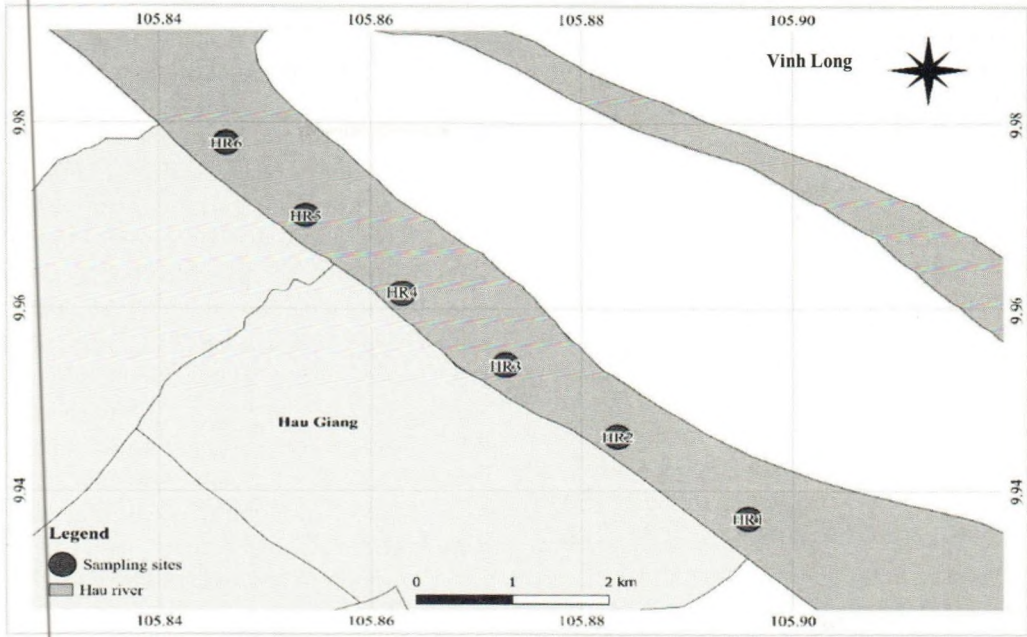 105.84 105.86 105.88 105.90
Vinh Long
9.98 9.98
HR6
HR5
HR4
9.96 9.96
HR3
Hau Giang
HR2
9.94 9.94
HR1
Legend
Sampling sites
Hau river
0 1 2 km
105.84 105.86 105.88 105.90